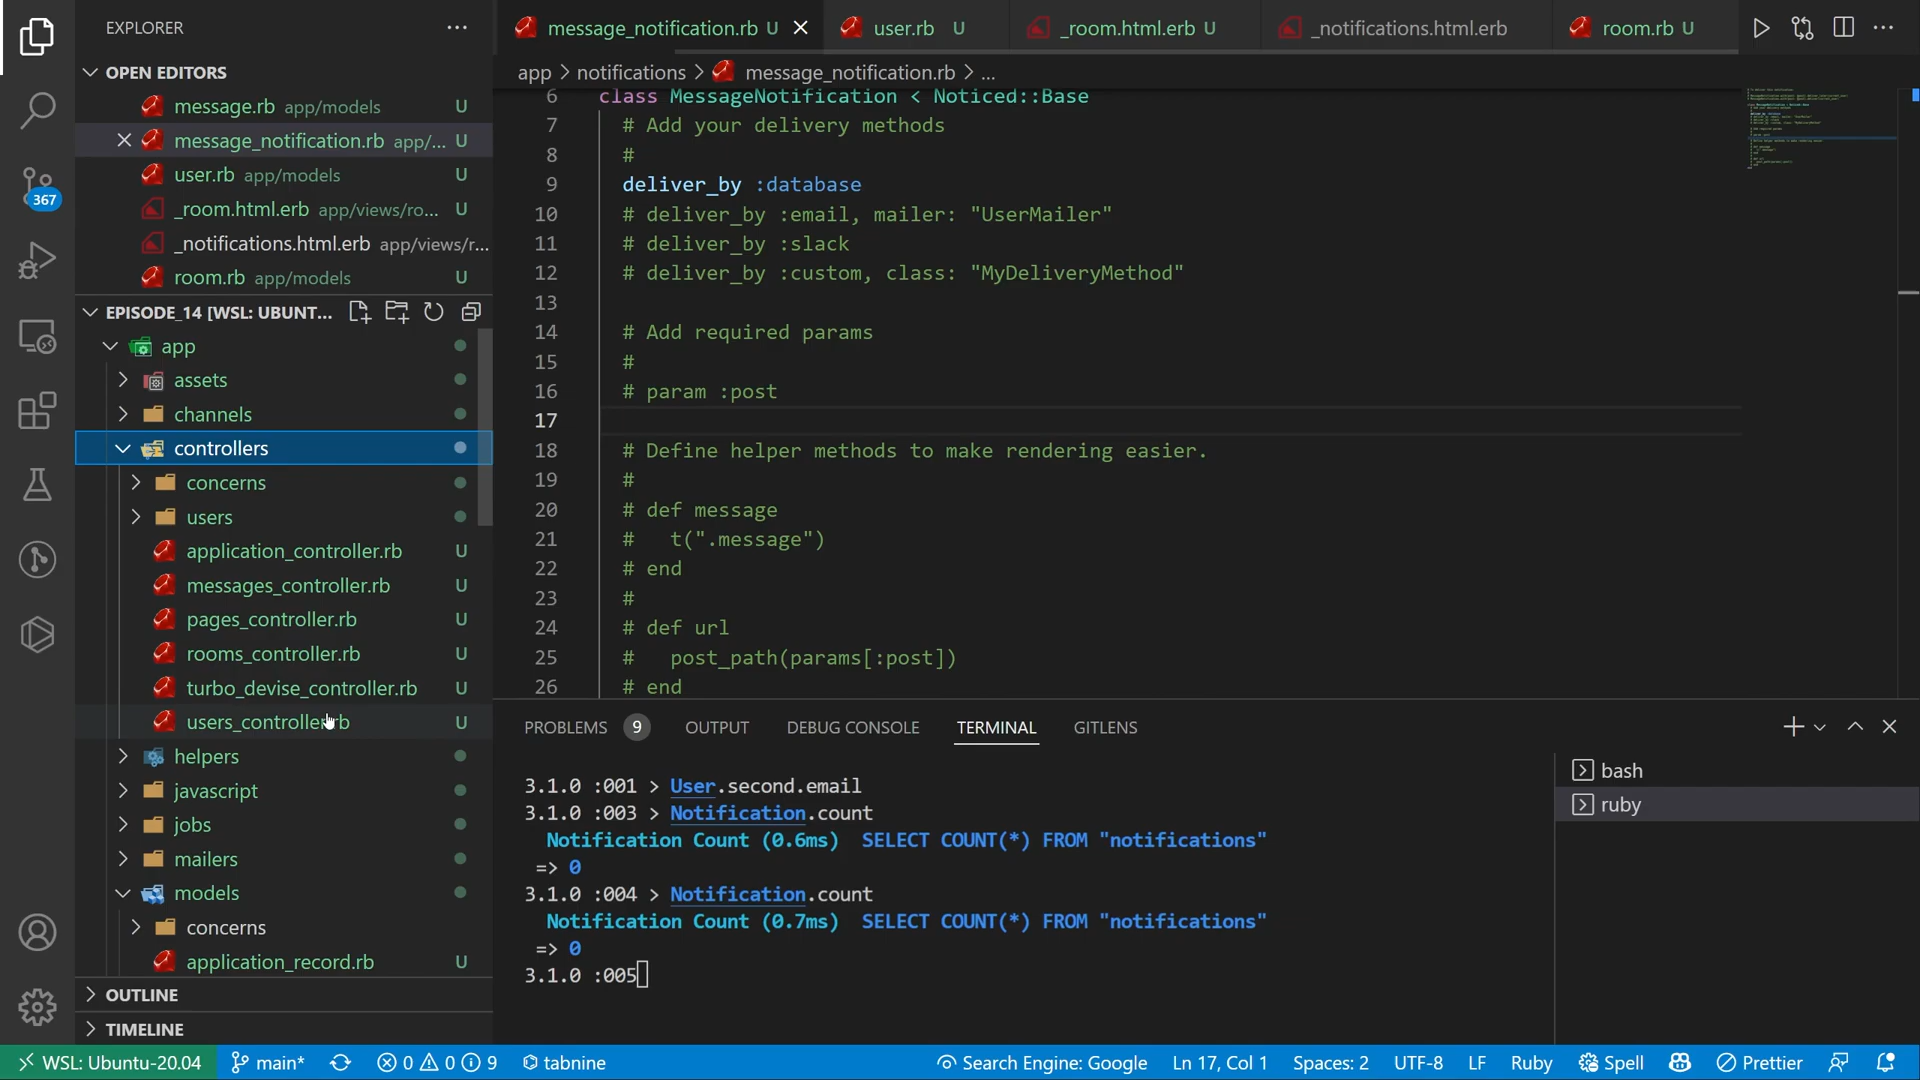 EXPLORER
message_notification.rb U
user.rb U
_room.html.erb U
_notifications.html.erb
room.rb U
OPEN EDITORS
message.rb app/models U
message_notification.rb app/... U
user.rb app/models U
_room.html.erb app/views/ro... U
_notifications.html.erb app/views/r...
room.rb app/models U
367
EPISODE_14 [WSL: UBUNT...
app
assets
channels
controllers
concerns
users
application_controller.rb U
messages_controller.rb U
pages_controller.rb U
rooms_controller.rb U
turbo_devise_controller.rb U
users_controller.rb U
helpers
javascript
jobs
mailers
models
concerns
application_record.rb U
OUTLINE
TIMELINE
app > notifications > message_notification.rb > ...
6 class MessageNotification < Noticed::Base
7 # Add your delivery methods
8 #
9 deliver_by :database
10 # deliver_by :email, mailer: "UserMailer"
11 # deliver_by :slack
12 # deliver_by :custom, class: "MyDeliveryMethod"
13
14 # Add required params
15 #
16 # param :post
17
18 # Define helper methods to make rendering easier.
19 #
20 # def message
21 #   t(".message")
22 # end
23 #
24 # def url
25 #   post_path(params[:post])
26 # end
PROBLEMS 9 OUTPUT DEBUG CONSOLE TERMINAL GITLENS
3.1.0 :001 > User.second.email
3.1.0 :003 > Notification.count
Notification Count (0.6ms)  SELECT COUNT(*) FROM "notifications"
=> 0
3.1.0 :004 > Notification.count
Notification Count (0.7ms)  SELECT COUNT(*) FROM "notifications"
=> 0
3.1.0 :005
bash
ruby
WSL: Ubuntu-20.04 main* 0 0 9 tabnine Search Engine: Google Ln 17, Col 1 Spaces: 2 UTF-8 LF Ruby Spell Prettier